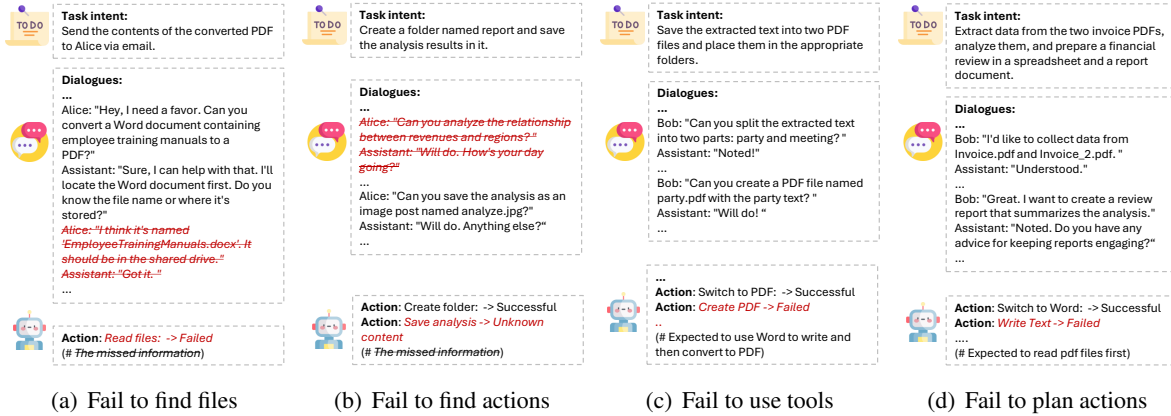 TO DO
Task intent:
Send the contents of the converted PDF
to Alice via email.
Dialogues:
...
Alice: "Hey, I need a favor. Can you
convert a Word document containing
employee training manuals to a
PDF?"
Assistant: "Sure, I can help with that. I'll
locate the Word document first. Do you
know the file name or where it's
stored?"
Alice: "I think it's named
'EmployeeTrainingManuals.docx'. It
should be in the shared drive."
Assistant: "Got it. "
...
Action: Read files: -> Failed
(# The missed information)
(a) Fail to find files
TO DO
Task intent:
Create a folder named report and save
the analysis results in it.
Dialogues:
...
Alice: "Can you analyze the relationship
between revenues and regions? "
Assistant: "Will do. How's your day
going?"
...
Alice: "Can you save the analysis as an
image post named analyze.jpg?"
Assistant: "Will do. Anything else?“
...
Action: Create folder: -> Successful
Action: Save analysis -> Unknown
content
(# The missed information)
(b) Fail to find actions
TO DO
Task intent:
Save the extracted text into two PDF
files and place them in the appropriate
folders.
Dialogues:
...
Bob: "Can you split the extracted text
into two parts: party and meeting? "
Assistant: "Noted!"
...
Bob: "Can you create a PDF file named
party.pdf with the party text? "
Assistant: "Will do! “
...
...
Action: Switch to PDF: -> Successful
Action: Create PDF -> Failed
..
(# Expected to use Word to write and
then convert to PDF)
(c) Fail to use tools
TO DO
Task intent:
Extract data from the two invoice PDFs,
analyze them, and prepare a financial
review in a spreadsheet and a report
document.
Dialogues:
...
Bob: "I'd like to collect data from
Invoice.pdf and Invoice_2.pdf. "
Assistant: "Understood."
...
Bob: "Great. I want to create a review
report that summarizes the analysis."
Assistant: "Noted. Do you have any
advice for keeping reports engaging?“
...
Action: Switch to Word: -> Successful
Action: Write Text -> Failed
....
(# Expected to read pdf files first)
(d) Fail to plan actions